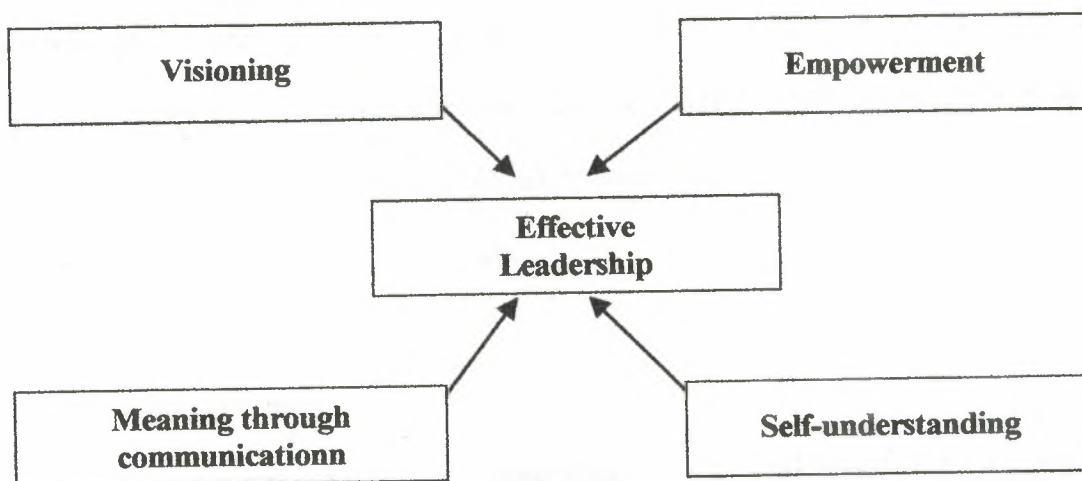 Visioning
Empowerment
Effective
Leadership
Meaning through
communicationn
Self-understanding